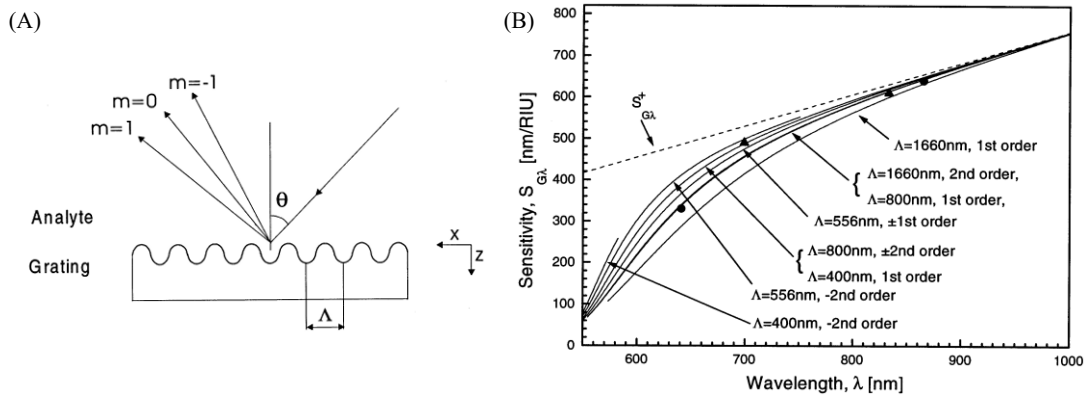 (A)
m=-1
m=0
m=1
θ
Analyte
Grating
x
z
Λ
(B)
Sensitivity, S_Gλ [nm/RIU]
800
700
600
500
400
300
200
100
0
S⁺_Gλ
Λ=1660nm, 1st order
Λ=1660nm, 2nd order,
Λ=800nm, 1st order,
Λ=556nm, ±1st order
Λ=800nm, ±2nd order
Λ=400nm, 1st order
Λ=556nm, -2nd order
Λ=400nm, -2nd order
600 700 800 900 1000
Wavelength, λ [nm]